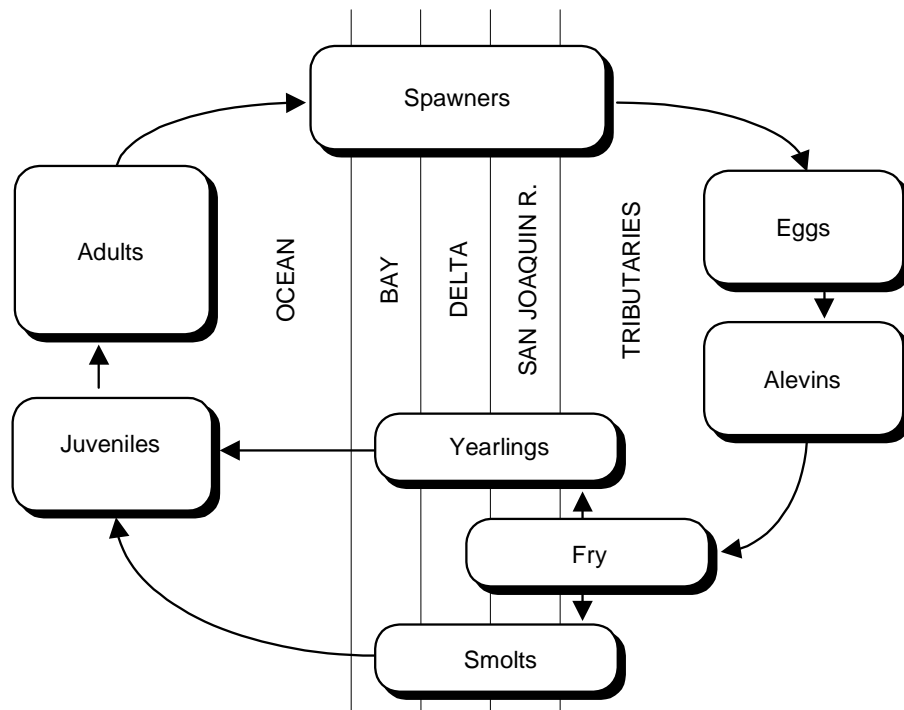 Spawners
Adults
Eggs
OCEAN
BAY
DELTA
SAN JOAQUIN R.
TRIBUTARIES
Alevins
Juveniles
Yearlings
Fry
Smolts